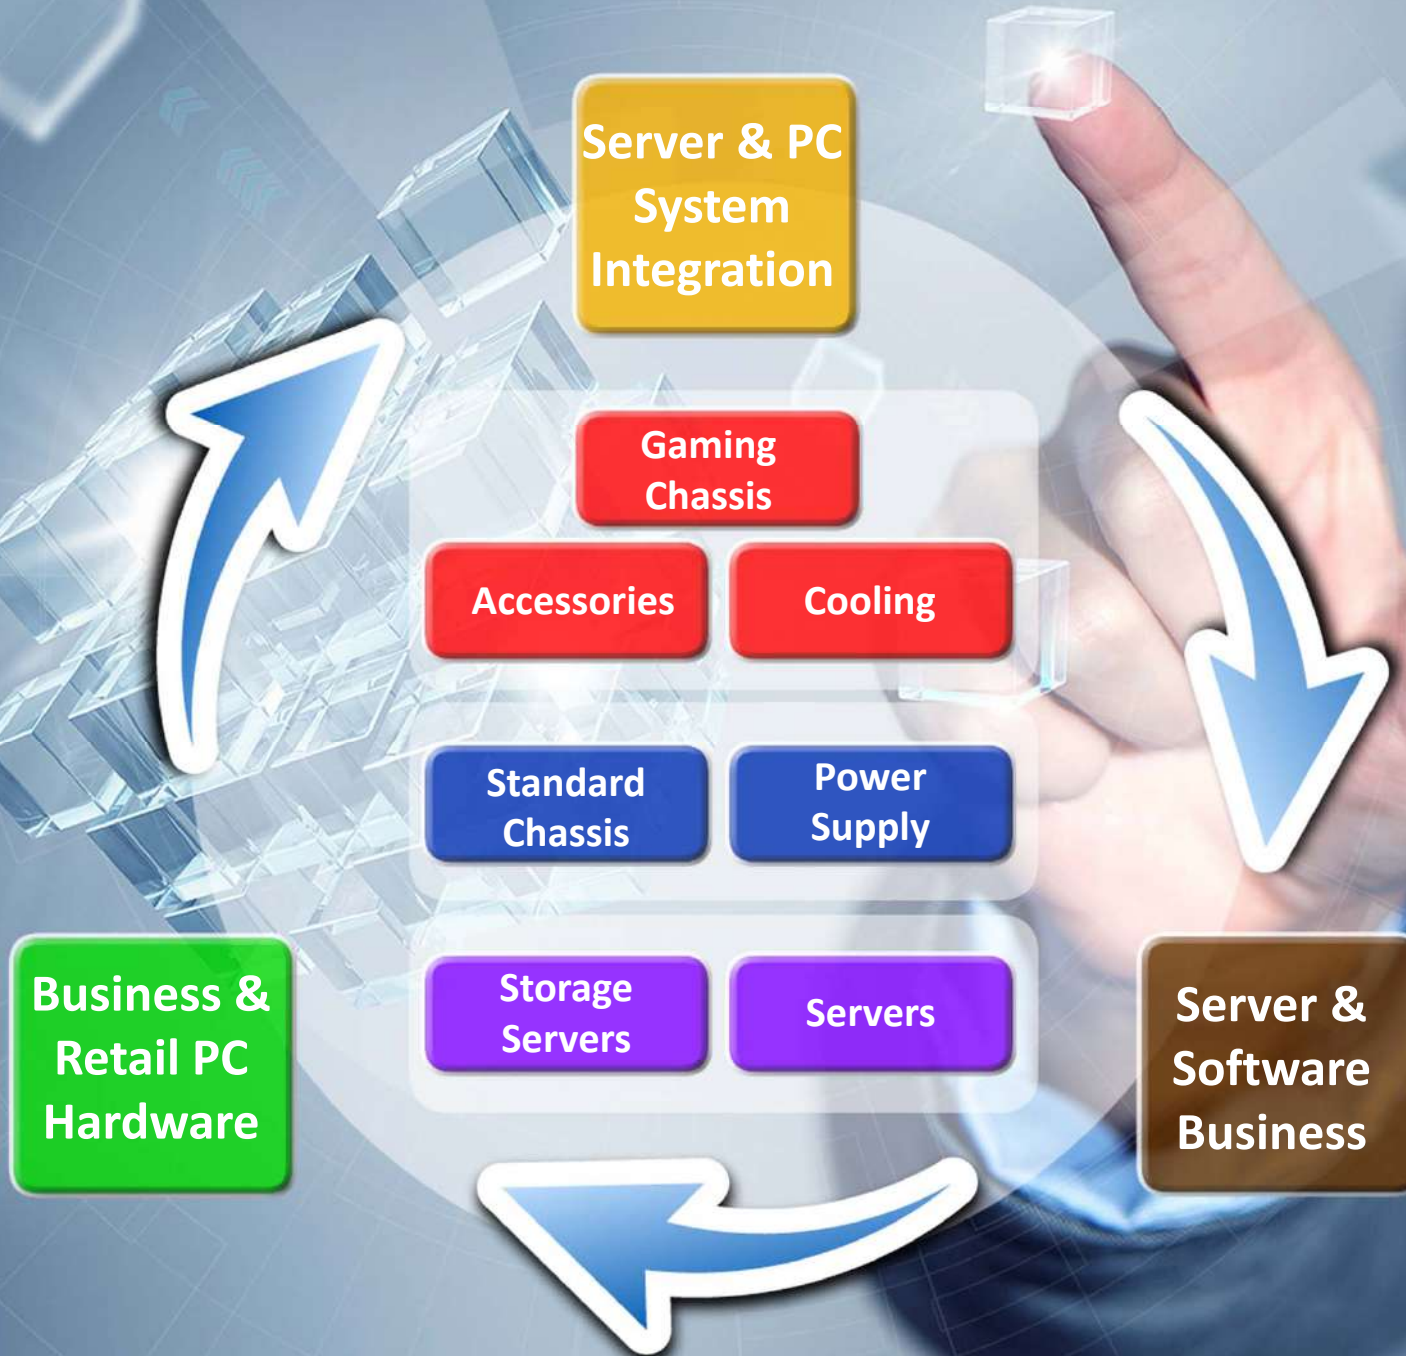 Server & PC
System
Integration
Gaming
Chassis
Accessories
Cooling
Standard
Chassis
Power
Supply
Storage
Servers
Servers
Business &
Retail PC
Hardware
Server &
Software
Business